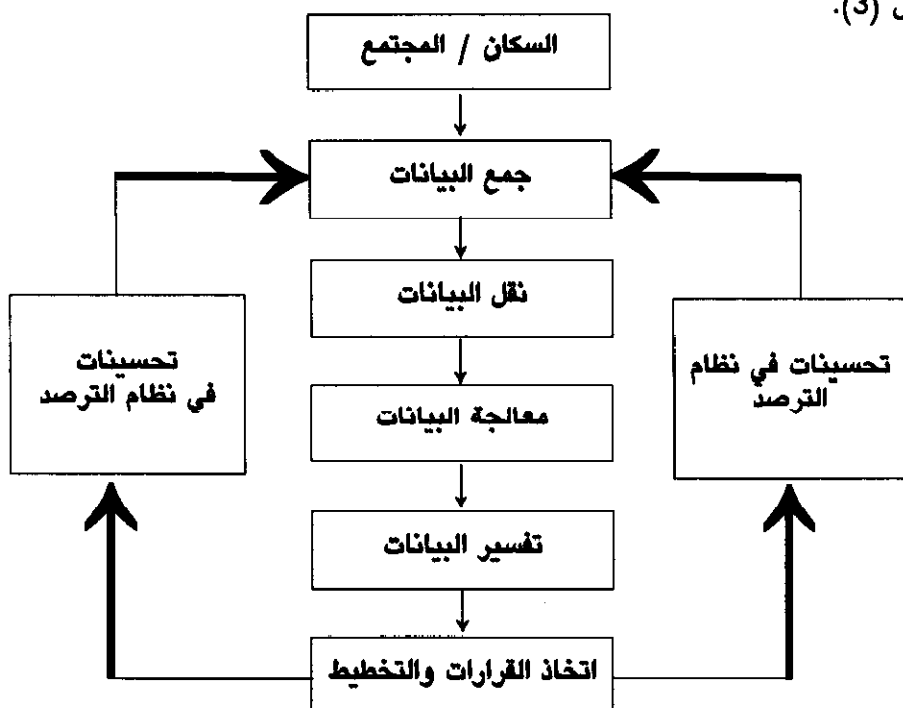 (3).
السكان / المجتمع
جمع البيانات
نقل البيانات
تحسينات في نظام
الترصد
تحسينات
في نظام الترصد
معالجة البيانات
تفسير البيانات
اتخاذ القرارات والتخطيط